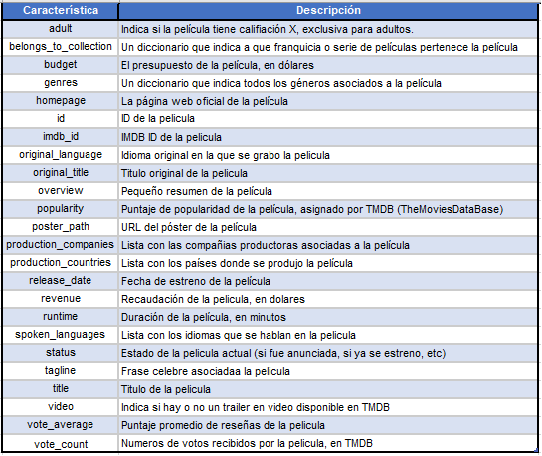 Característica Descripción
adult Indica si la película tiene califiación X, exclusiva para adultos.
belongs_to_collection Un diccionario que indica a que franquicia o serie de películas pertenece la película
budget El presupuesto de la película, en dólares
genres Un diccionario que indica todos los géneros asociados a la película
homepage La página web oficial de la película
id ID de la pelicula
imdb_id IMDB ID de la pelicula
original_language Idioma original en la que se grabo la pelicula
original_title Titulo original de la pelicula
overview Pequeño resumen de la película
popularity Puntaje de popularidad de la película, asignado por TMDB (TheMoviesDataBase)
poster_path URL del póster de la película
production_companies Lista con las compañias productoras asociadas a la película
production_countries Lista con los países donde se produjo la película
release_date Fecha de estreno de la película
revenue Recaudación de la pelicula, en dolares
runtime Duración de la película, en minutos
spoken_languages Lista con los idiomas que se hablan en la pelicula
status Estado de la pelicula actual (si fue anunciada, si ya se estreno, etc)
tagline Frase celebre asociadaa la pelicula
title Titulo de la pelicula
video Indica si hay o no un trailer en video disponible en TMDB
vote_average Puntaje promedio de reseñas de la pelicula
vote_count Numeros de votos recibidos por la pelicula, en TMDB